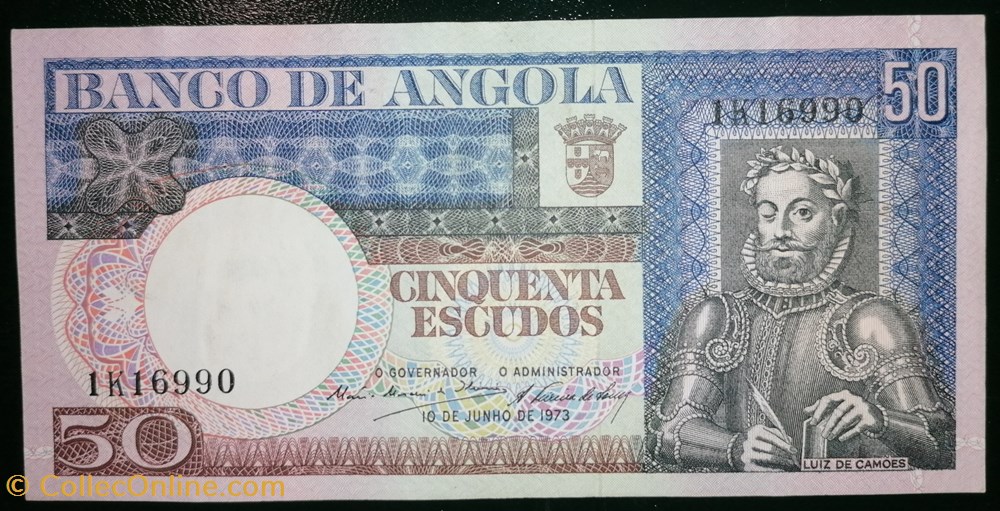 BANCO DE ANGOLA
50
1K16990
CINQUENTA
ESCUDOS
O GOVERNADOR O ADMINISTRADOR
10 DE JUNHO DE 1973
1K16990
50
LUIZ DE CAMÕES
© CollecOnline.com